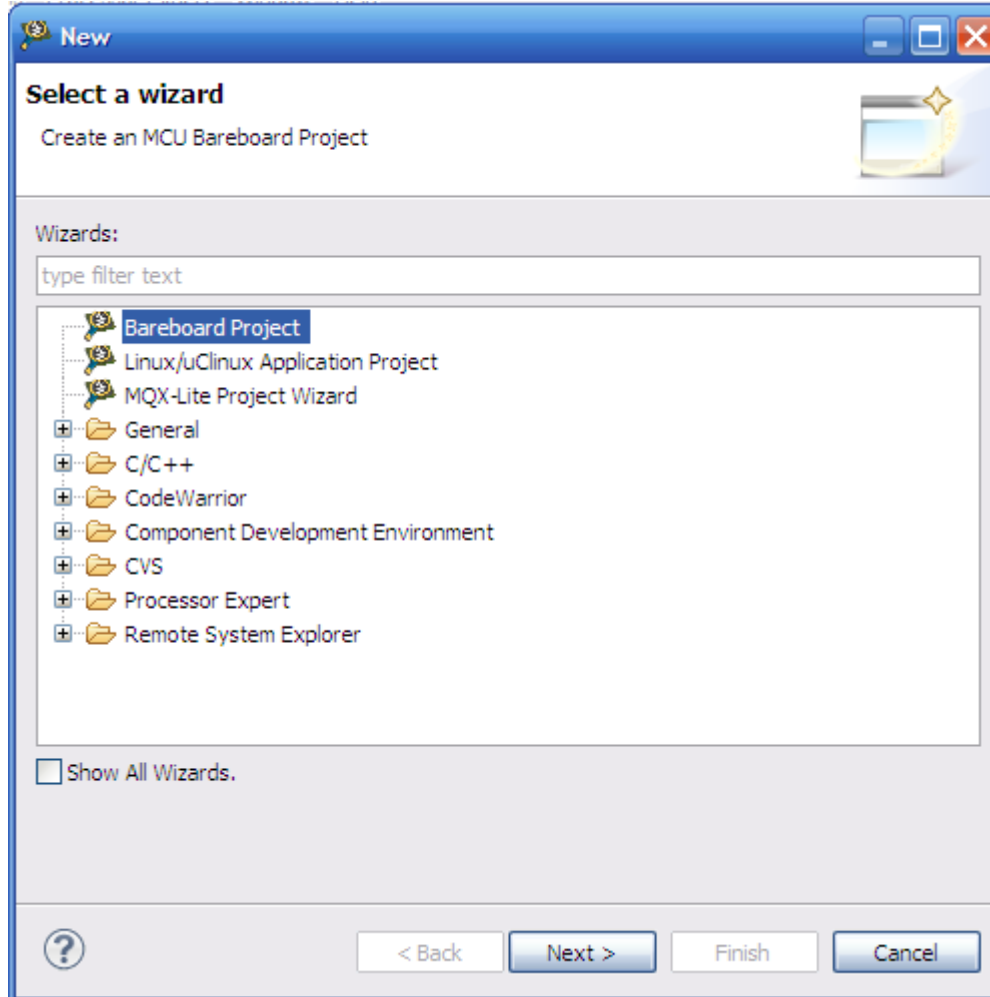 New
Select a wizard
Create an MCU Bareboard Project
Wizards:
type filter text
Bareboard Project
Linux/uClinux Application Project
MQX-Lite Project Wizard
General
C/C++
CodeWarrior
Component Development Environment
CVS
Processor Expert
Remote System Explorer
Show All Wizards.
< Back Next > Finish Cancel